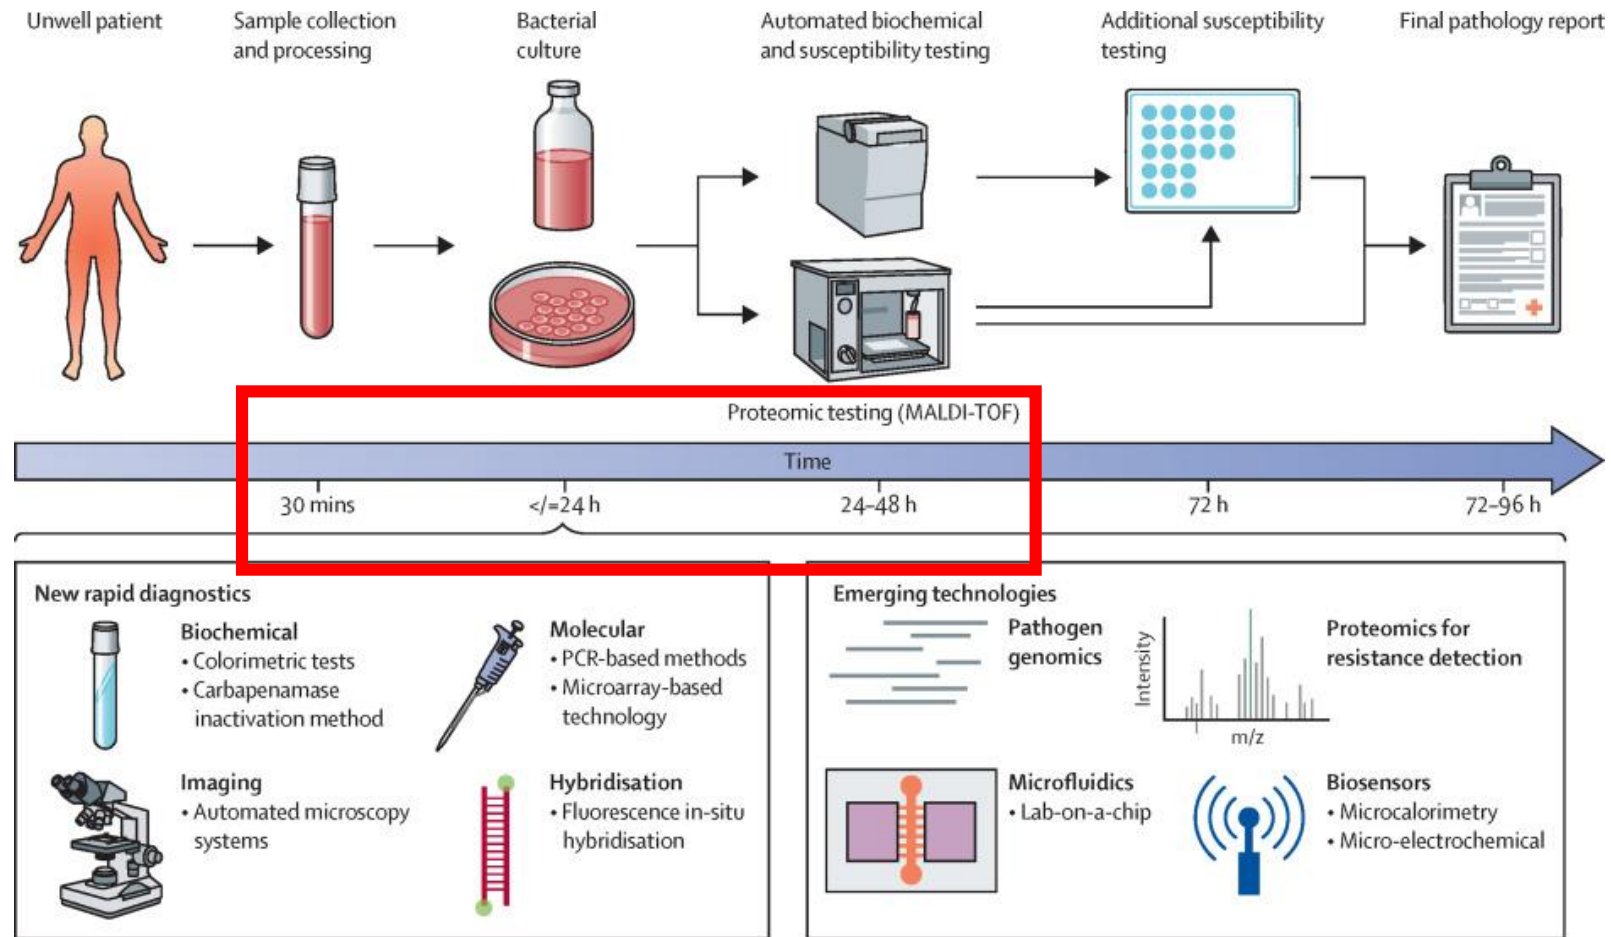 Unwell patient
Sample collection
and processing
Bacterial
culture
Automated biochemical
and susceptibility testing
Additional susceptibility
testing
Final pathology report
Proteomic testing (MALDI-TOF)
Time
30 mins
</=24 h
24–48 h
72 h
72–96 h
New rapid diagnostics
Biochemical
• Colorimetric tests
• Carbapenamase
inactivation method
Molecular
• PCR-based methods
• Microarray-based
technology
Imaging
• Automated microscopy
systems
Hybridisation
• Fluorescence in-situ
hybridisation
Emerging technologies
Pathogen
genomics
Intensity
m/z
Proteomics for
resistance detection
Microfluidics
• Lab-on-a-chip
Biosensors
• Microcalorimetry
• Micro-electrochemical